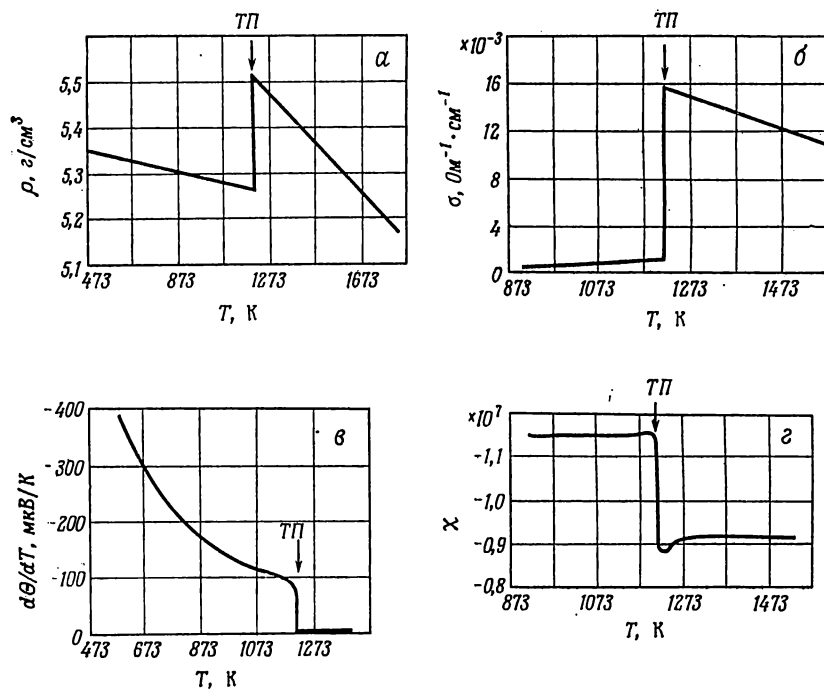 ТП
а
5,5
5,4
5,3
5,2
5,1
ρ, г/см³
473 873 1273 1673
T, К
ТП
×10⁻³
б
16
12
8
4
0
σ, Ом⁻¹·см⁻¹
873 1073 1273 1473
T, К
-400
-300
-200
-100
0
в
ТП
dθ/dT, мкВ/К
473 673 873 1073 1273
T, К
ТП
×10⁷
г
-1,1
-1,0
-0,9
-0,8
χ
873 1073 1273 1473
T, К